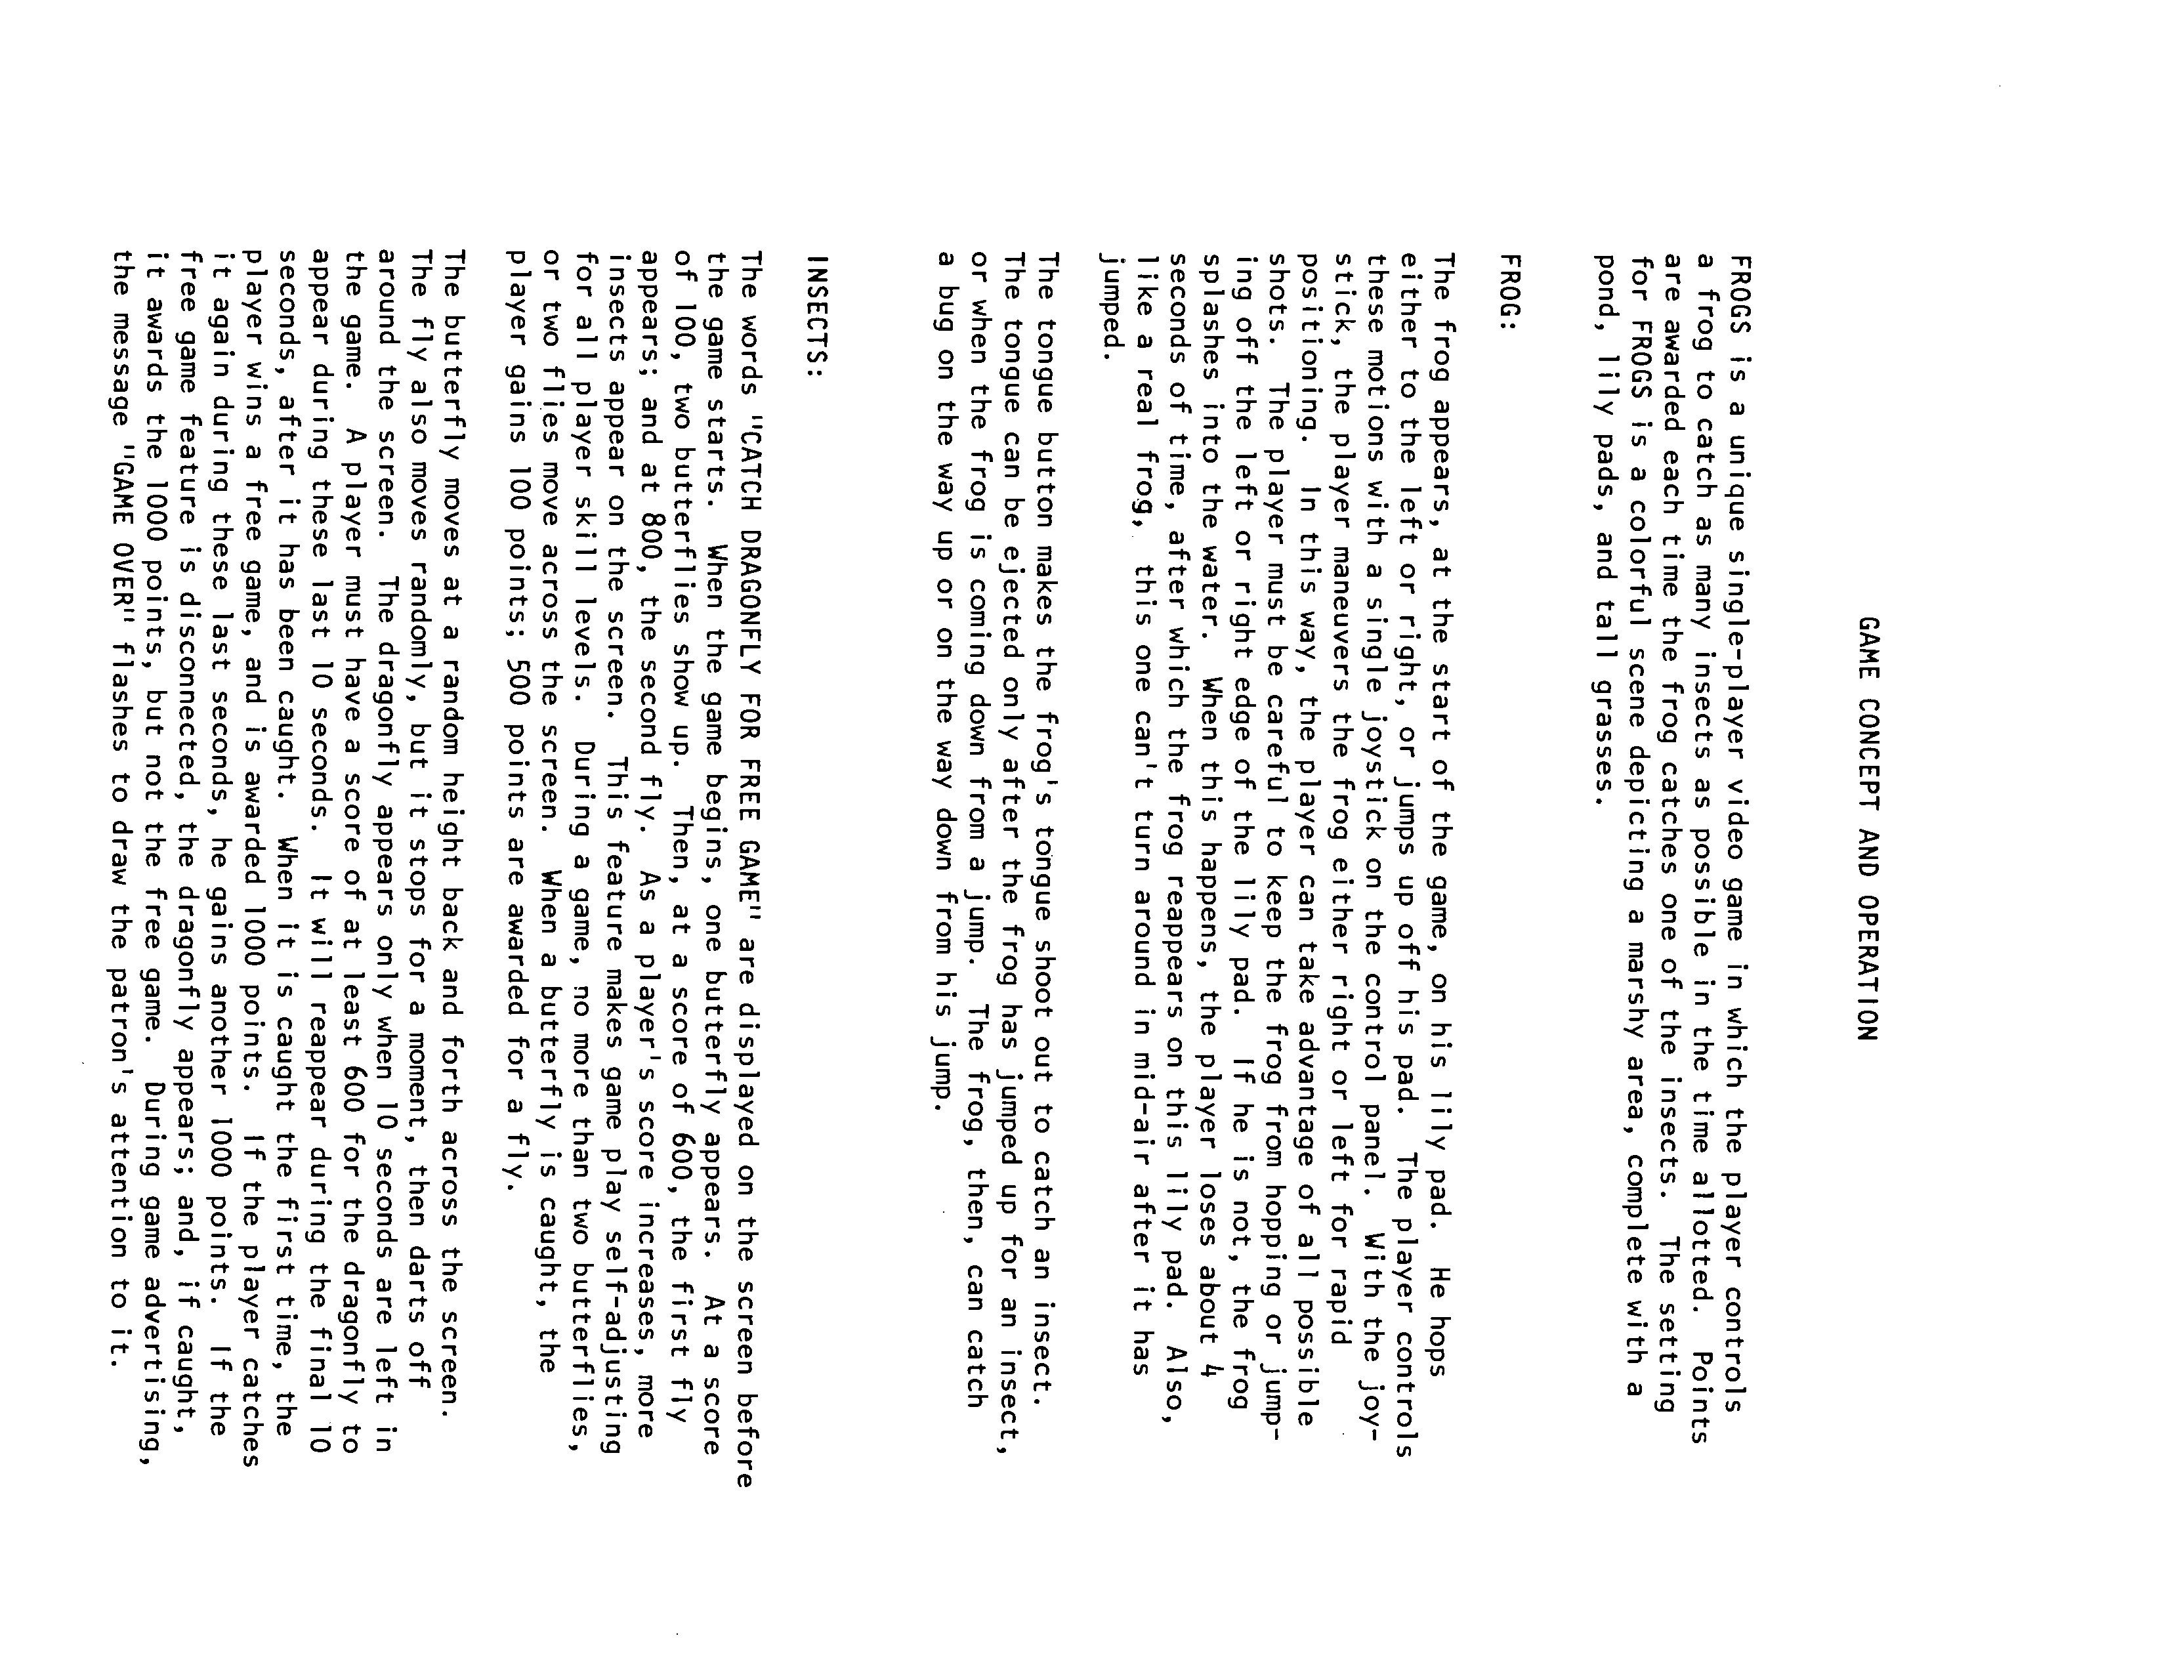 GAME CONCEPT AND OPERATION
FROGS is a unique single-player video game in which the player controls
a frog to catch as many insects as possible in the time allotted. Points
are awarded each time the frog catches one of the insects. The setting
for FROGS is a colorful scene depicting a marshy area, complete with a
pond, lily pads, and tall grasses.
FROG:
The frog appears, at the start of the game, on his lily pad. He hops
either to the left or right, or jumps up off his pad. The player controls
these motions with a single joystick on the control panel. With the joy-
stick, the player maneuvers the frog either right or left for rapid
positioning. In this way, the player can take advantage of all possible
shots. The player must be careful to keep the frog from hopping or jump-
ing off the left or right edge of the lily pad. If he is not, the frog
splashes into the water. When this happens, the player loses about 4
seconds of time, after which the frog reappears on this lily pad. Also,
like a real frog, this one can't turn around in mid-air after it has
jumped.
The tongue button makes the frog's tongue shoot out to catch an insect.
The tongue can be ejected only after the frog has jumped up for an insect,
or when the frog is coming down from a jump. The frog, then, can catch
a bug on the way up or on the way down from his jump.
INSECTS:
The words "CATCH DRAGONFLY FOR FREE GAME" are displayed on the screen before
the game starts. When the game begins, one butterfly appears. At a score
of 100, two butterflies show up. Then, at a score of 600, the first fly
appears; and at 800, the second fly. As a player's score increases, more
insects appear on the screen. This feature makes game play self-adjusting
for all player skill levels. During a game, no more than two butterflies,
or two flies move across the screen. When a butterfly is caught, the
player gains 100 points; 500 points are awarded for a fly.
The butterfly moves at a random height back and forth across the screen.
The fly also moves randomly, but it stops for a moment, then darts off
around the screen. The dragonfly appears only when 10 seconds are left in
the game. A player must have a score of at least 600 for the dragonfly to
appear during these last 10 seconds. It will reappear during the final 10
seconds, after it has been caught. When it is caught the first time, the
player wins a free game, and is awarded 1000 points. If the player catches
it again during these last seconds, he gains another 1000 points. If the
free game feature is disconnected, the dragonfly appears; and, if caught,
it awards the 1000 points, but not the free game. During game advertising,
the message "GAME OVER" flashes to draw the patron's attention to it.